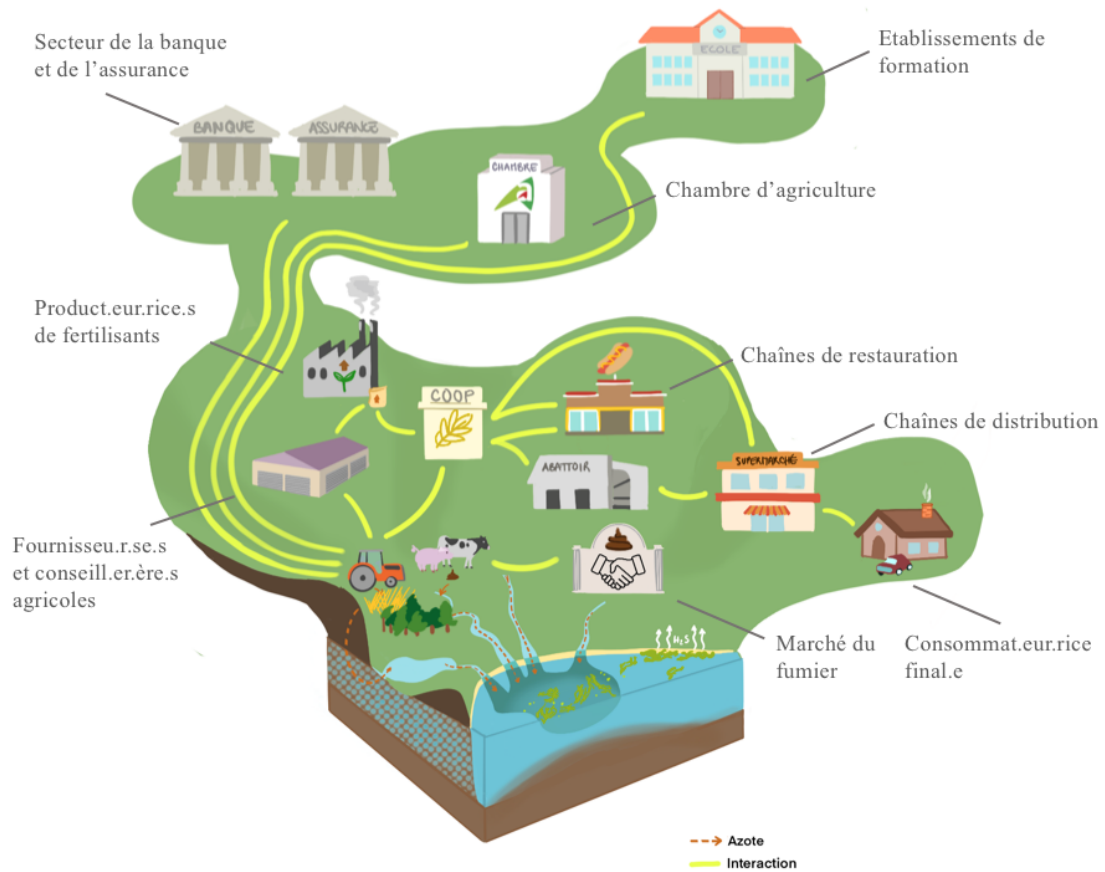 Secteur de la banque
et de l'assurance
Etablissements de
formation
ECOLE
BANQUE
ASSURANCE
CHAMBRE
Chambre d'agriculture
Product.eur.rice.s
de fertilisants
Chaînes de restauration
COOP
Chaînes de distribution
ABATTOIR
SUPERMARCHÉ
Fournisseu.r.se.s
et conseill.er.ère.s
agricoles
H₂S
Marché du
fumier
Consommat.eur.rice
final.e
Azote
Interaction